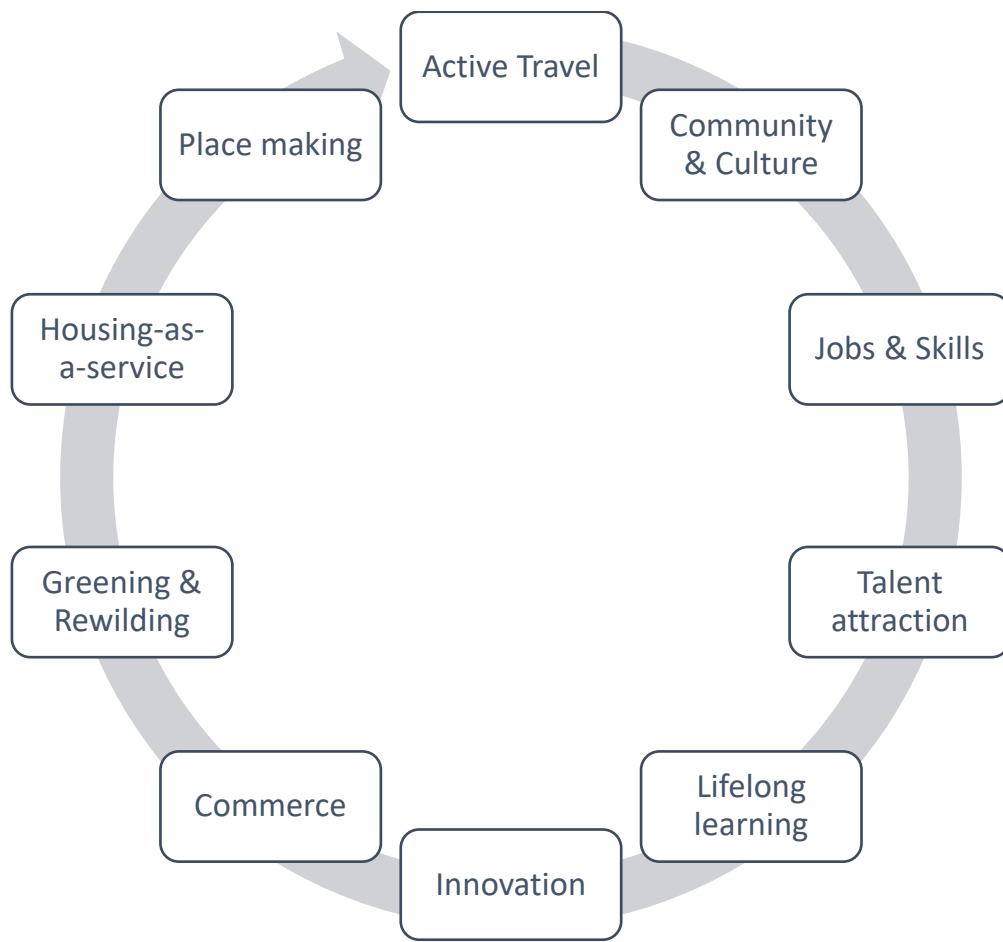 Active Travel
Community
& Culture
Jobs & Skills
Talent
attraction
Lifelong
learning
Innovation
Commerce
Greening &
Rewilding
Housing-as-
a-service
Place making